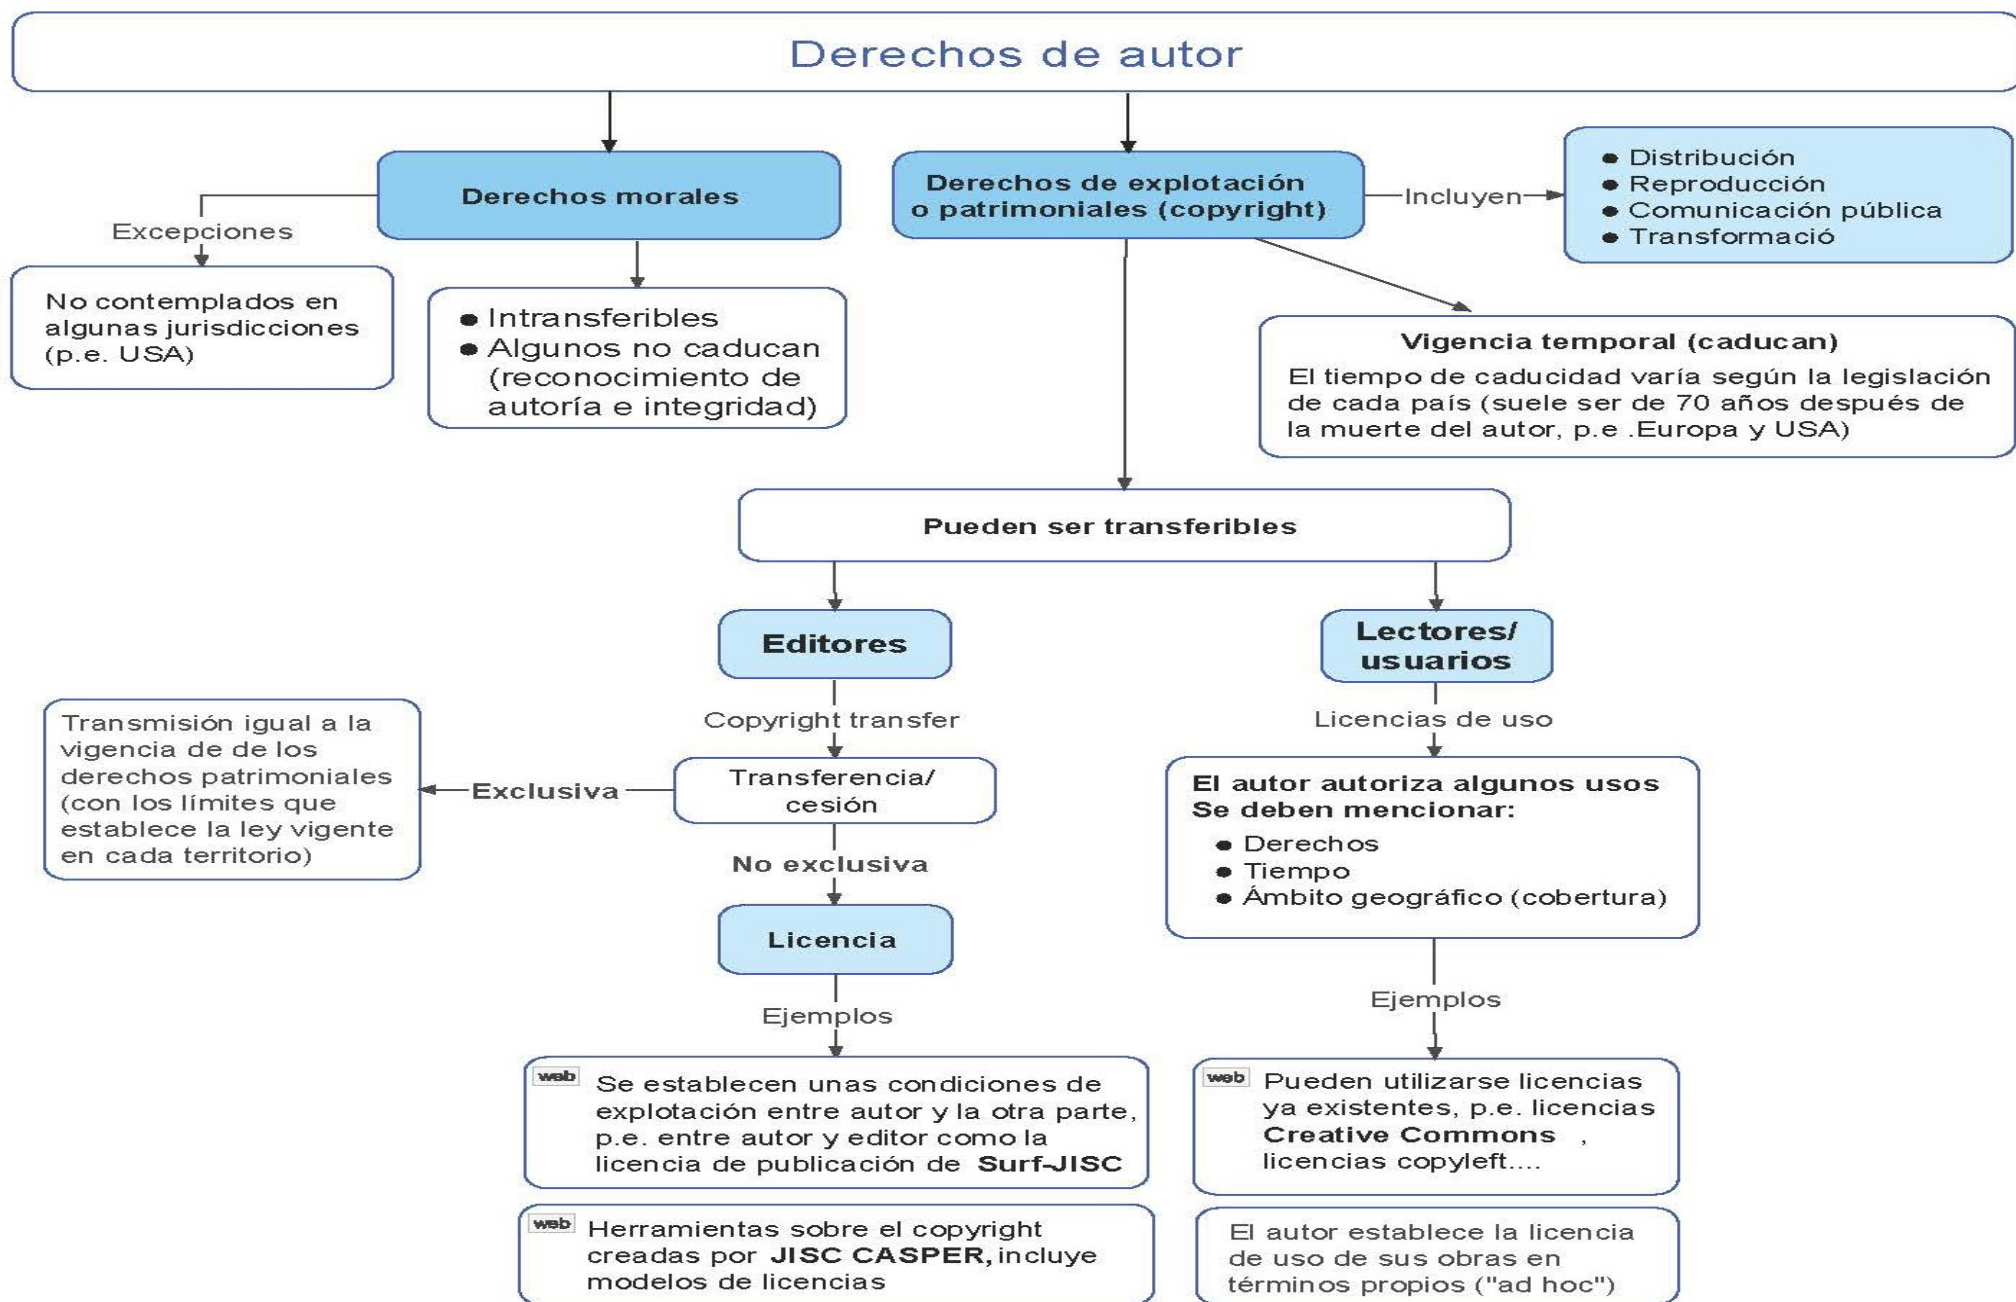 Derechos de autor
Derechos morales
Derechos de explotación
o patrimoniales (copyright)
Incluyen
● Distribución
● Reproducción
● Comunicación pública
● Transformació
Excepciones
No contemplados en
algunas jurisdicciones
(p.e. USA)
● Intransferibles
● Algunos no caducan
(reconocimiento de
autoría e integridad)
Vigencia temporal (caducan)
El tiempo de caducidad varía según la legislación
de cada país (suele ser de 70 años después de
la muerte del autor, p.e .Europa y USA)
Pueden ser transferibles
Editores
Lectores/
usuarios
Copyright transfer
Licencias de uso
Transmisión igual a la
vigencia de de los
derechos patrimoniales
(con los límites que
establece la ley vigente
en cada territorio)
Exclusiva
Transferencia/
cesión
El autor autoriza algunos usos
Se deben mencionar:
● Derechos
● Tiempo
● Ámbito geográfico (cobertura)
No exclusiva
Licencia
Ejemplos
Ejemplos
web
Se establecen unas condiciones de
explotación entre autor y la otra parte,
p.e. entre autor y editor como la
licencia de publicación de Surf-JISC
web
Pueden utilizarse licencias
ya existentes, p.e. licencias
Creative Commons ,
licencias copyleft....
web
Herramientas sobre el copyright
creadas por JISC CASPER, incluye
modelos de licencias
El autor establece la licencia
de uso de sus obras en
términos propios ("ad hoc")